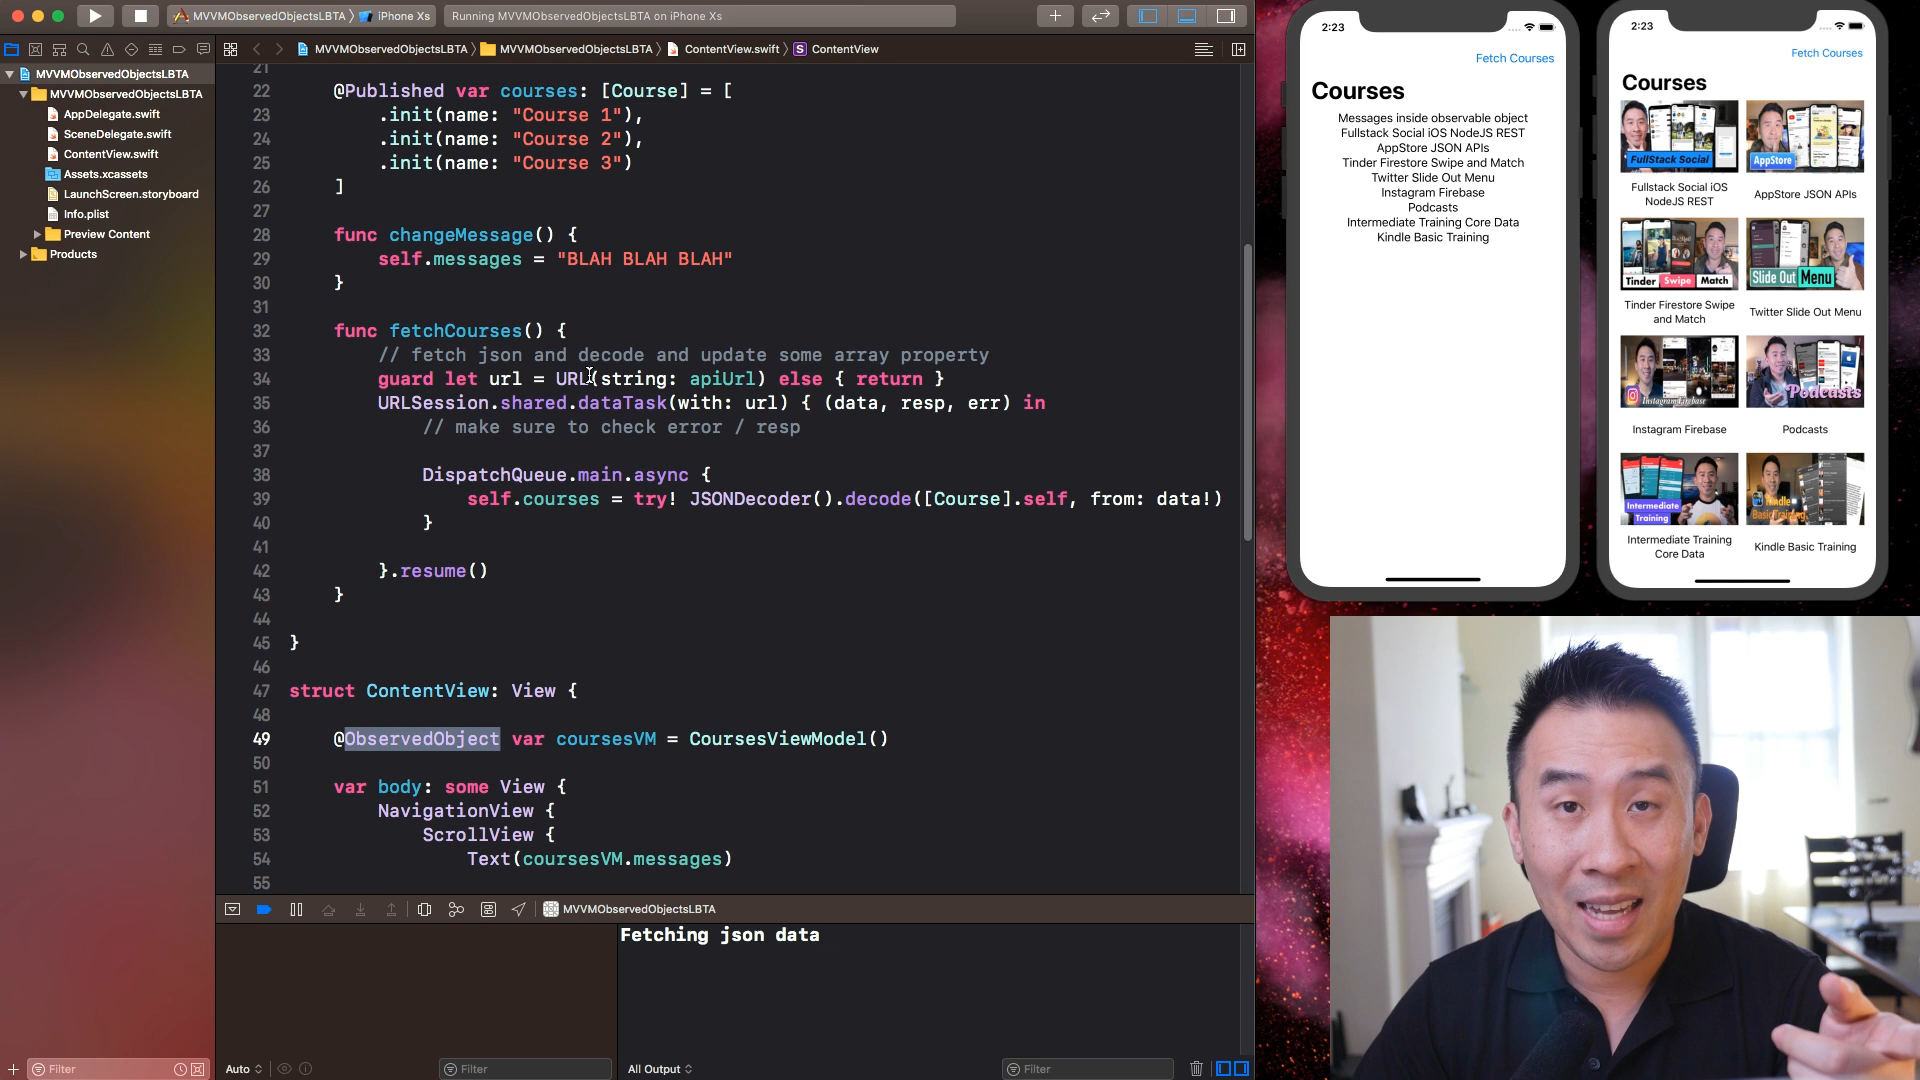 MVVMObservedObjectsLBTA 〉 iPhone Xs
Running MVVMObservedObjectsLBTA on iPhone Xs
MVVMObservedObjectsLBTA 〉 MVVMObservedObjectsLBTA 〉 ContentView.swift 〉 S ContentView
MVVMObservedObjectsLBTA
MVVMObservedObjectsLBTA
AppDelegate.swift
SceneDelegate.swift
ContentView.swift
Assets.xcassets
LaunchScreen.storyboard
Info.plist
Preview Content
Products
Filter
21
22 @Published var courses: [Course] = [
23 .init(name: "Course 1"),
24 .init(name: "Course 2"),
25 .init(name: "Course 3")
26 ]
27
28 func changeMessage() {
29 self.messages = "BLAH BLAH BLAH"
30 }
31
32 func fetchCourses() {
33 // fetch json and decode and update some array property
34 guard let url = URL(string: apiUrl) else { return }
35 URLSession.shared.dataTask(with: url) { (data, resp, err) in
36 // make sure to check error / resp
37
38 DispatchQueue.main.async {
39 self.courses = try! JSONDecoder().decode([Course].self, from: data!)
40 }
41
42 }.resume()
43 }
44
45 }
46
47 struct ContentView: View {
48
49 @ObservedObject var coursesVM = CoursesViewModel()
50
51 var body: some View {
52 NavigationView {
53 ScrollView {
54 Text(coursesVM.messages)
55
MVVMObservedObjectsLBTA
Fetching json data
Auto
Filter
All Output
Filter
2:23
Fetch Courses
Courses
Messages inside observable object
Fullstack Social iOS NodeJS REST
AppStore JSON APIs
Tinder Firestore Swipe and Match
Twitter Slide Out Menu
Instagram Firebase
Podcasts
Intermediate Training Core Data
Kindle Basic Training
2:23
Fetch Courses
Courses
FullStack Social
AppStore
Fullstack Social iOS
NodeJS REST
AppStore JSON APIs
Tinder Swipe Match
Slide Out Menu
Tinder Firestore Swipe
and Match
Twitter Slide Out Menu
Instagram Firebase
Podcasts
Instagram Firebase
Podcasts
Intermediate
Training
Kindle
Basic Training
Intermediate Training
Core Data
Kindle Basic Training